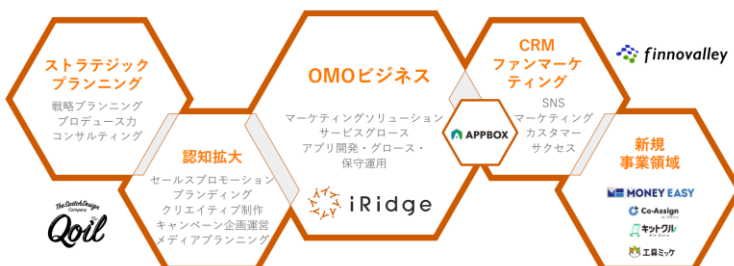 ストラテジック
プランニング
戦略プランニング
プロデュース力
コンサルティング
The Switch Design
Company
Qoil
認知拡大
セールスプロモーション
ブランディング
クリエイティブ制作
キャンペーン企画運営
メディアプランニング
OMOビジネス
マーケティングソリューション
サービスグロース
アプリ開発・グロース・
保守運用
iRidge
APPBOX
CRM
ファンマーケ
ティング
SNS
マーケティング
カスタマー
サクセス
finnovalley
新規
事業領域
MONEY EASY
Co-Assign
キットクル
工具ミッケ